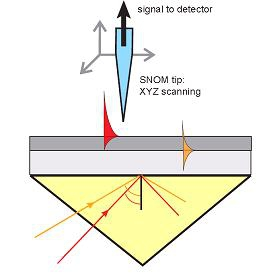 signal to detector
SNOM tip:
XYZ scanning